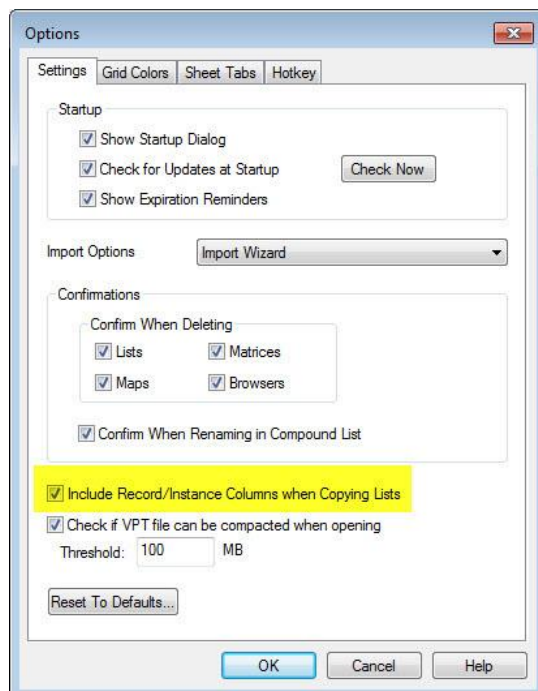 Options
Settings Grid Colors Sheet Tabs Hotkey
Startup
Show Startup Dialog
Check for Updates at Startup Check Now
Show Expiration Reminders
Import Options Import Wizard
Confirmations
Confirm When Deleting
Lists Matrices
Maps Browsers
Confirm When Renaming in Compound List
Include Record/Instance Columns when Copying Lists
Check if VPT file can be compacted when opening
Threshold: 100 MB
Reset To Defaults...
OK Cancel Help